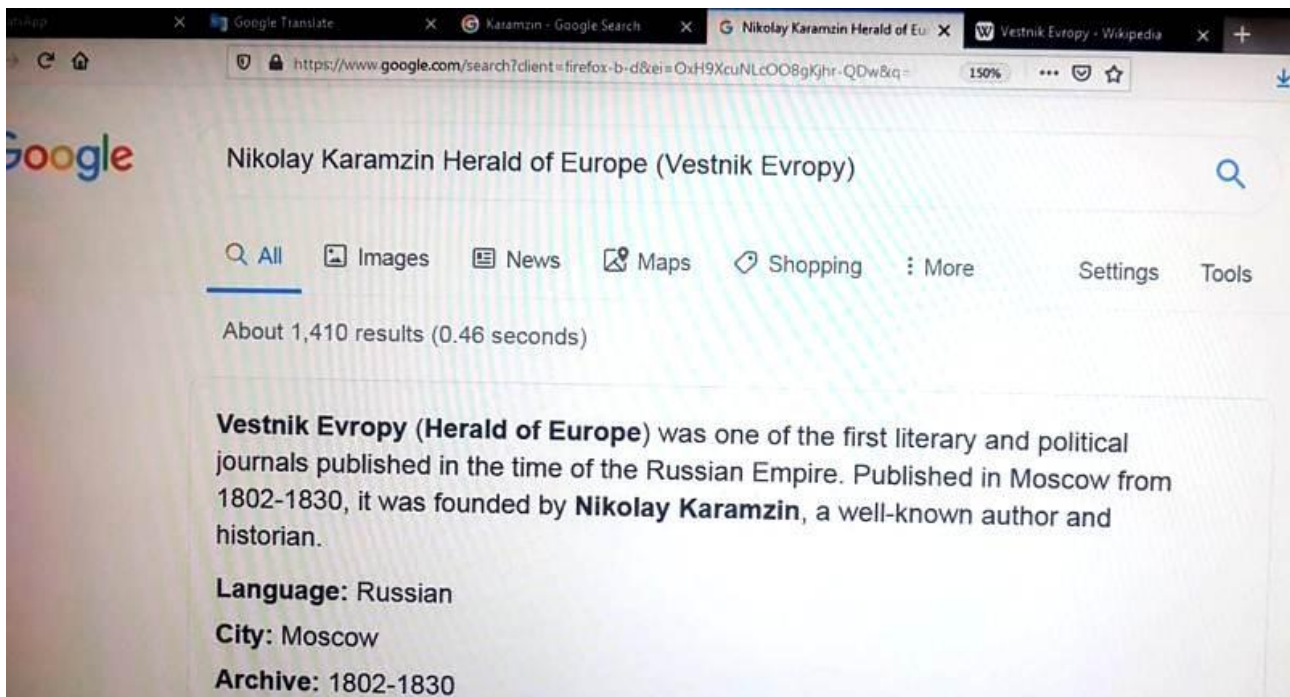 Google Translate
Karamzin - Google Search
Nikolay Karamzin Herald of Eu
Vestnik Evropy - Wikipedia
https://www.google.com/search?client=firefox-b-d&ei=OxH9XcuNLcOO8gKjhr-QDw&q=
150%
Google
Nikolay Karamzin Herald of Europe (Vestnik Evropy)
All Images News Maps Shopping More Settings Tools
About 1,410 results (0.46 seconds)
Vestnik Evropy (Herald of Europe) was one of the first literary and political
journals published in the time of the Russian Empire. Published in Moscow from
1802-1830, it was founded by Nikolay Karamzin, a well-known author and
historian.
Language: Russian
City: Moscow
Archive: 1802-1830